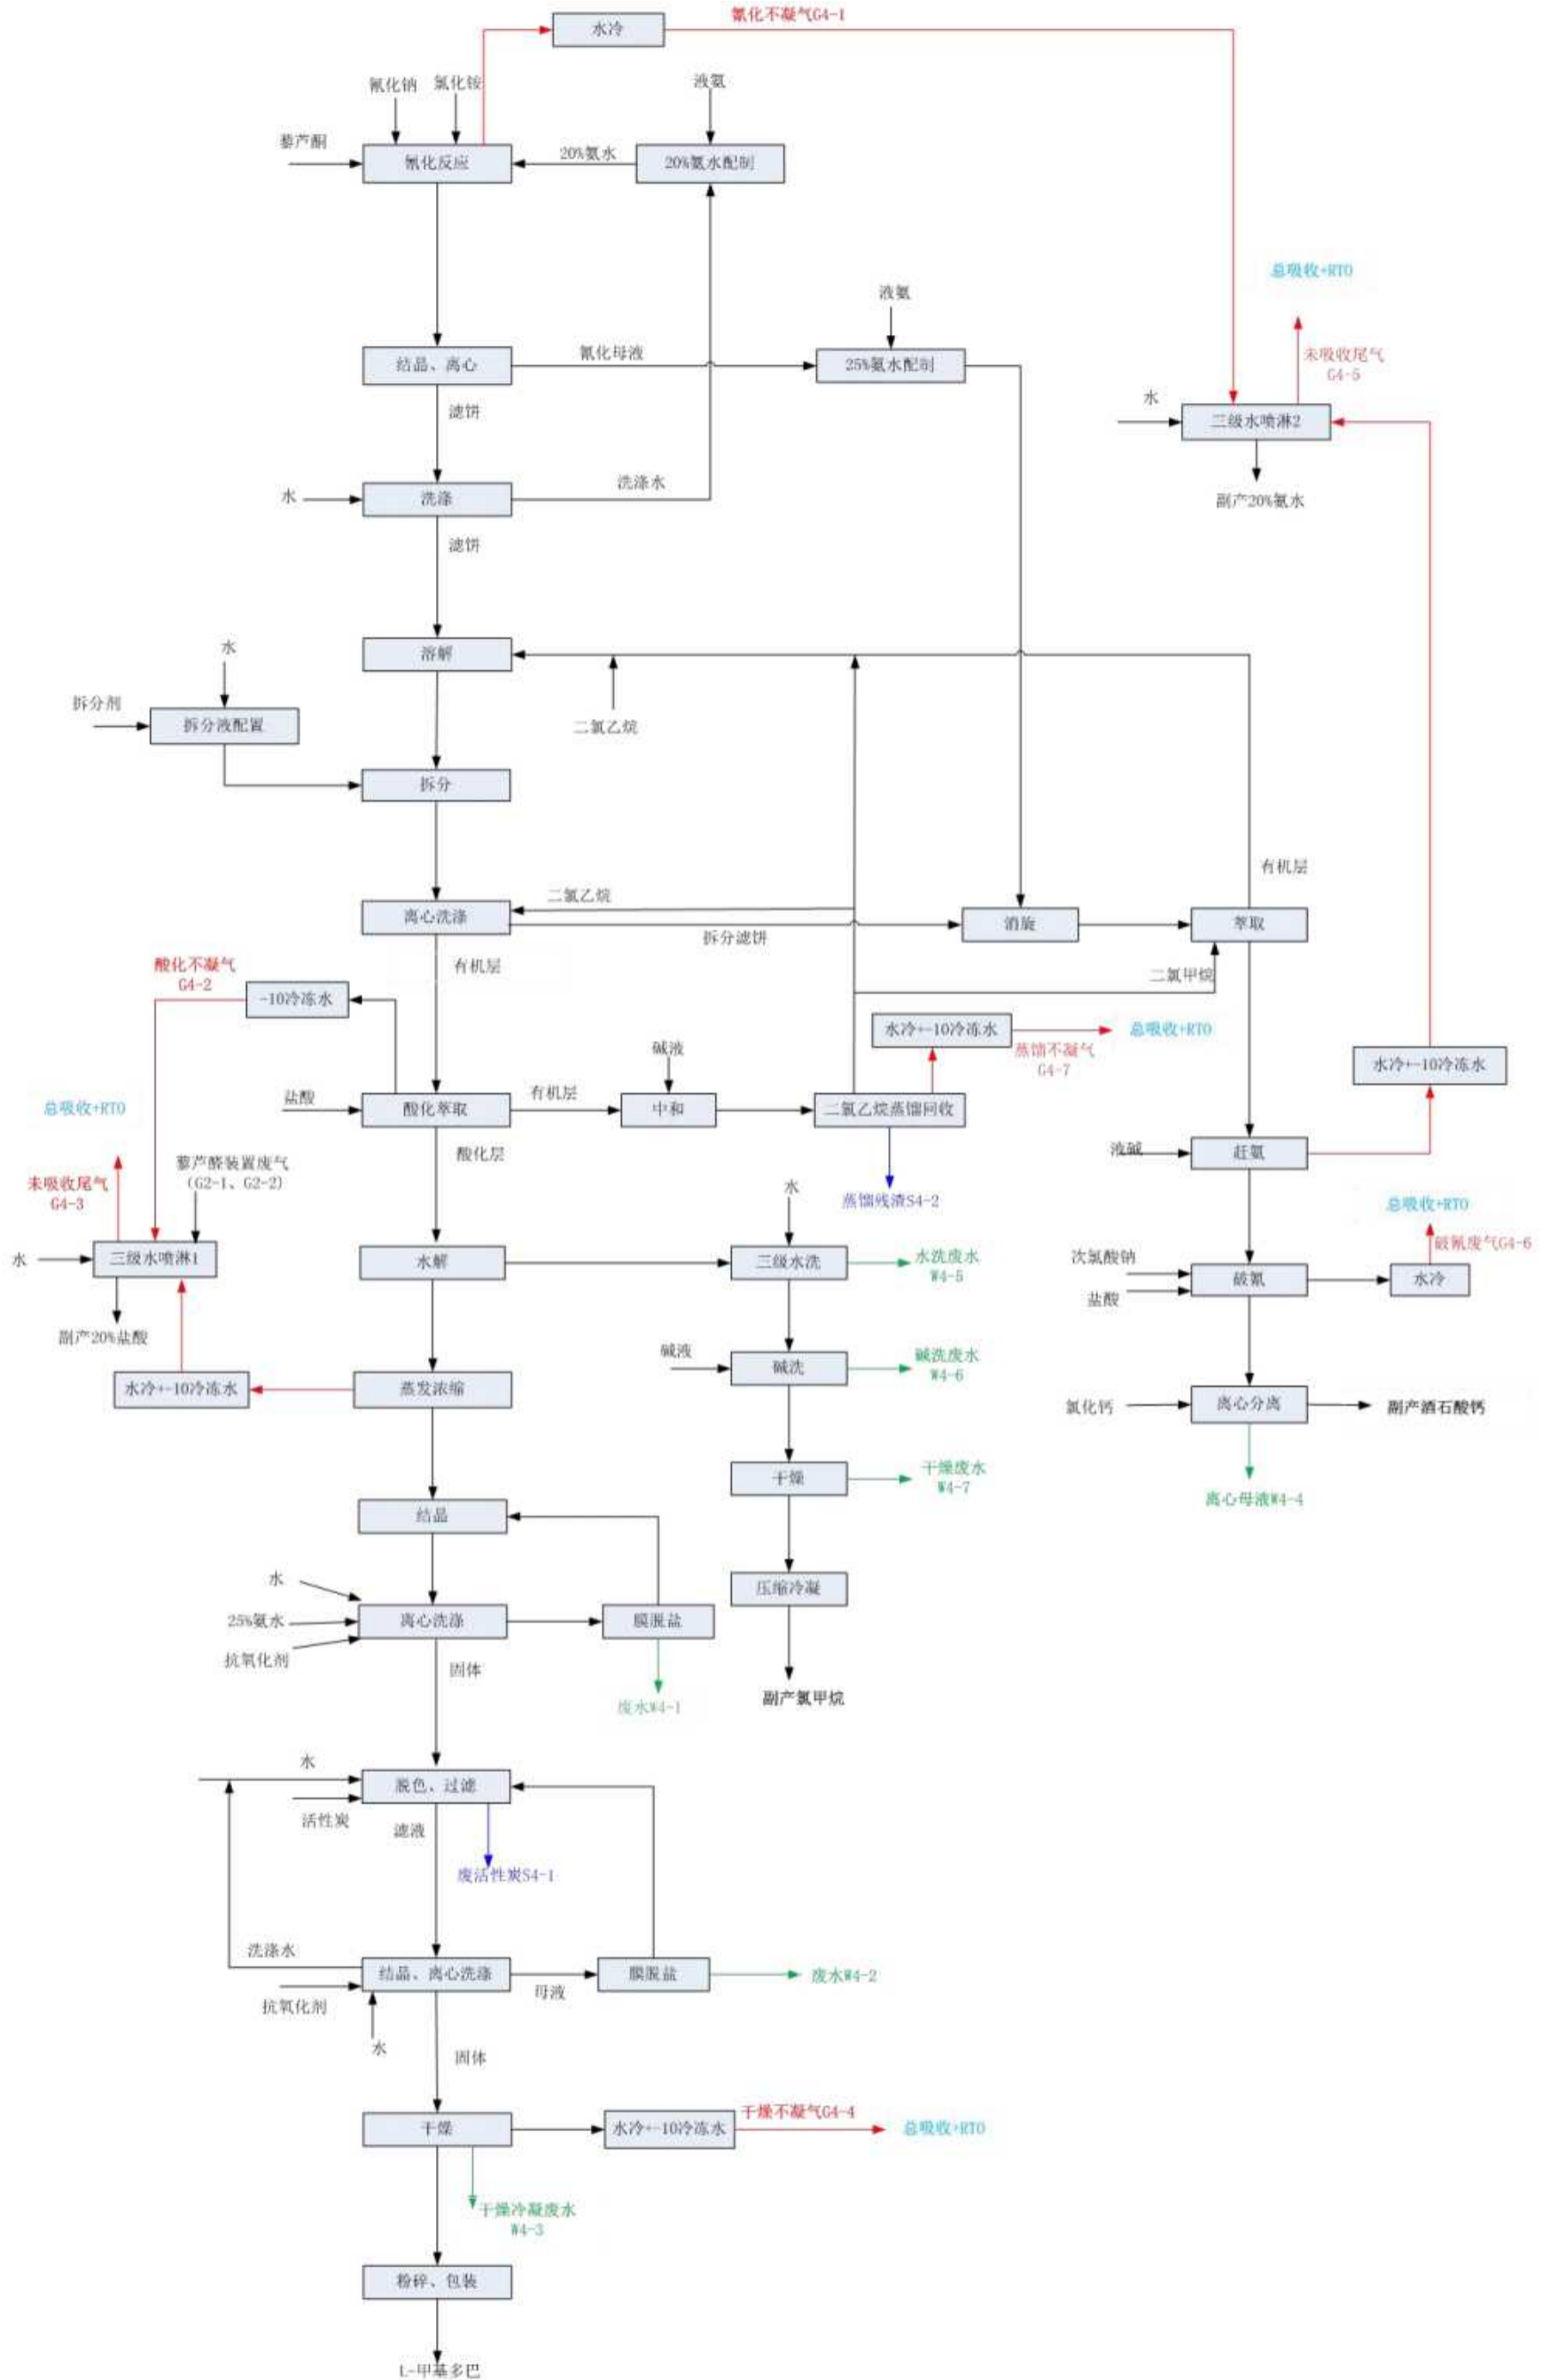 水冷
氰化不凝气G4-1
氰化钠
氯化铵
液氨
藜芦酮
氰化反应
20%氨水
20%氨水配制
总吸收+RTO
液氨
结晶、离心
氰化母液
25%氨水配制
未吸收尾气
G4-5
水
三级水喷淋2
滤饼
水
洗涤
洗涤水
副产20%氨水
滤饼
水
溶解
拆分剂
拆分液配置
二氯乙烷
拆分
有机层
二氯乙烷
离心洗涤
消旋
萃取
拆分滤饼
酸化不凝气
G4-2
有机层
二氯甲烷
-10冷冻水
水冷+-10冷冻水
总吸收+RTO
蒸馏不凝气
G4-7
碱液
水冷+-10冷冻水
总吸收+RTO
盐酸
酸化萃取
有机层
中和
二氯乙烷蒸馏回收
酸化层
液碱
赶氨
未吸收尾气
G4-3
藜芦醛装置废气
(G2-1、G2-2)
水
蒸馏残渣S4-2
总吸收+RTO
破氰废气G4-6
水
三级水喷淋1
水解
三级水洗
水洗废水
W4-5
次氯酸钠
盐酸
破氰
水冷
副产20%盐酸
碱液
碱洗
碱洗废水
W4-6
水冷+-10冷冻水
蒸发浓缩
氯化钙
离心分离
副产酒石酸钙
干燥
干燥废水
W4-7
离心母液W4-4
结晶
水
25%氨水
抗氧化剂
离心洗涤
膜脱盐
压缩冷凝
固体
废水W4-1
副产氯甲烷
水
脱色、过滤
活性炭
滤液
废活性炭S4-1
洗涤水
结晶、离心洗涤
膜脱盐
废水W4-2
抗氧化剂
母液
水
固体
干燥
水冷+-10冷冻水
干燥不凝气G4-4
总吸收+RTO
干燥冷凝废水
W4-3
粉碎、包装
L-甲基多巴